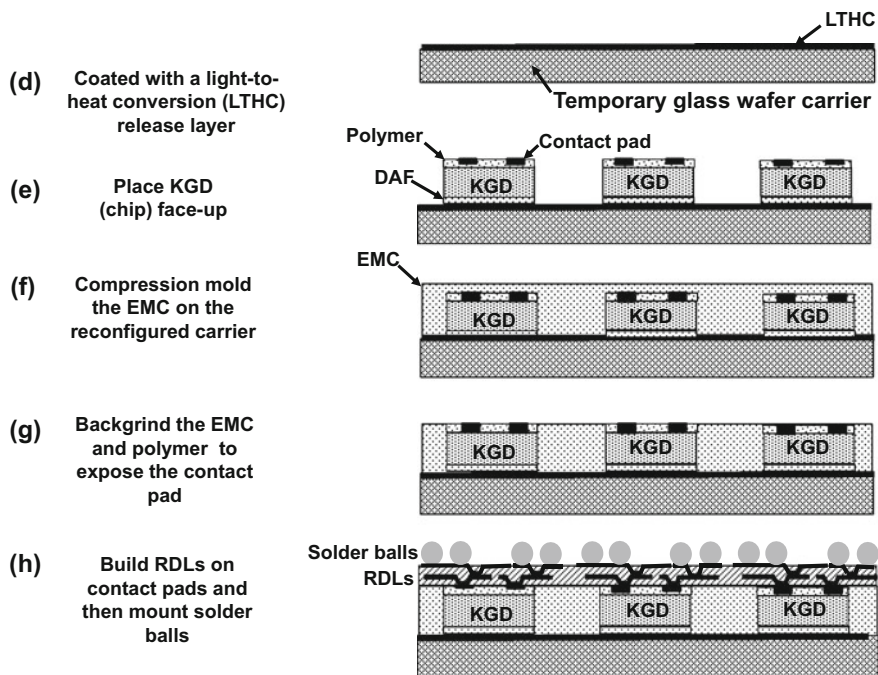 (d)
Coated with a light-to-
heat conversion (LTHC)
release layer
LTHC
Temporary glass wafer carrier
(e)
Place KGD
(chip) face-up
Polymer
Contact pad
DAF
KGD
KGD
KGD
(f)
Compression mold
the EMC on the
reconfigured carrier
EMC
KGD
KGD
KGD
(g)
Backgrind the EMC
and polymer to
expose the contact
pad
KGD
KGD
KGD
(h)
Build RDLs on
contact pads and
then mount solder
balls
Solder balls
RDLs
KGD
KGD
KGD